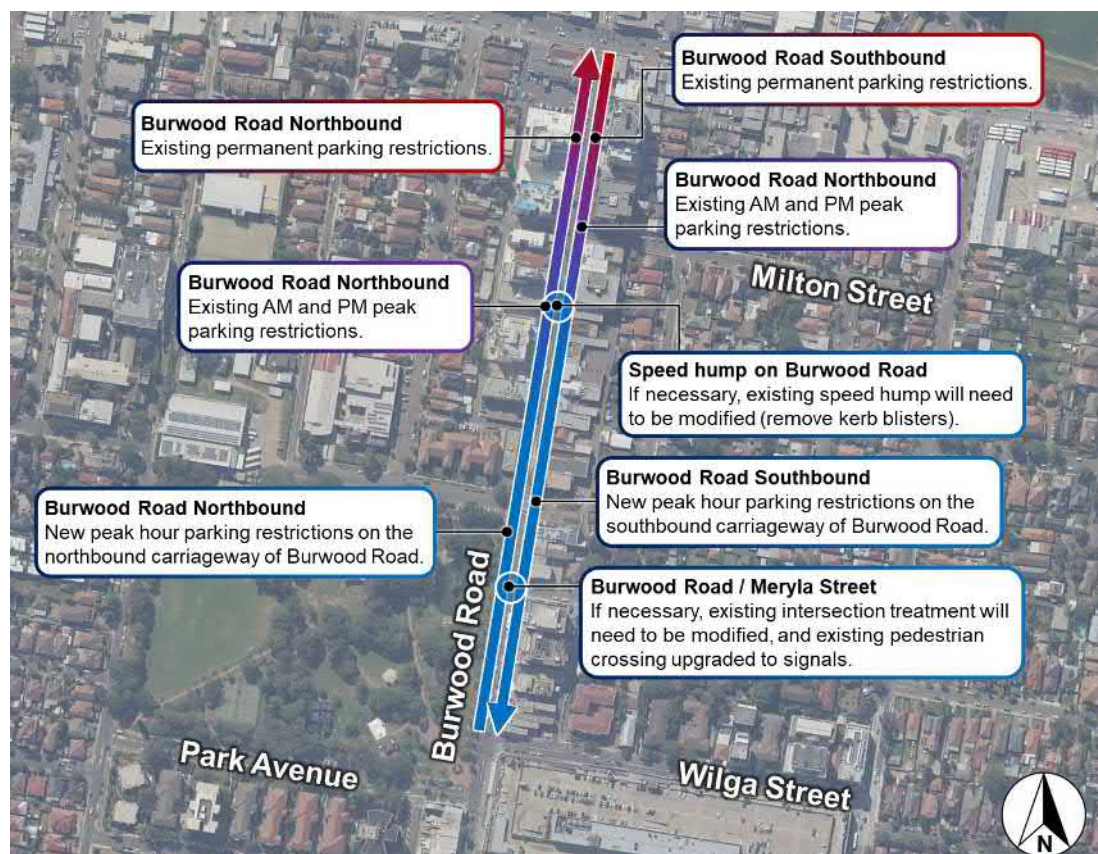 Burwood Road Southbound
Existing permanent parking restrictions.
Burwood Road Northbound
Existing permanent parking restrictions.
Burwood Road Northbound
Existing AM and PM peak
parking restrictions.
Milton Street
Burwood Road Northbound
Existing AM and PM peak
parking restrictions.
Speed hump on Burwood Road
If necessary, existing speed hump will need
to be modified (remove kerb blisters).
Burwood Road Southbound
New peak hour parking restrictions on the
southbound carriageway of Burwood Road.
Burwood Road Northbound
New peak hour parking restrictions on the
northbound carriageway of Burwood Road.
Burwood Road / Meryla Street
If necessary, existing intersection treatment will
need to be modified, and existing pedestrian
crossing upgraded to signals.
Burwood Road
Park Avenue
Wilga Street
N